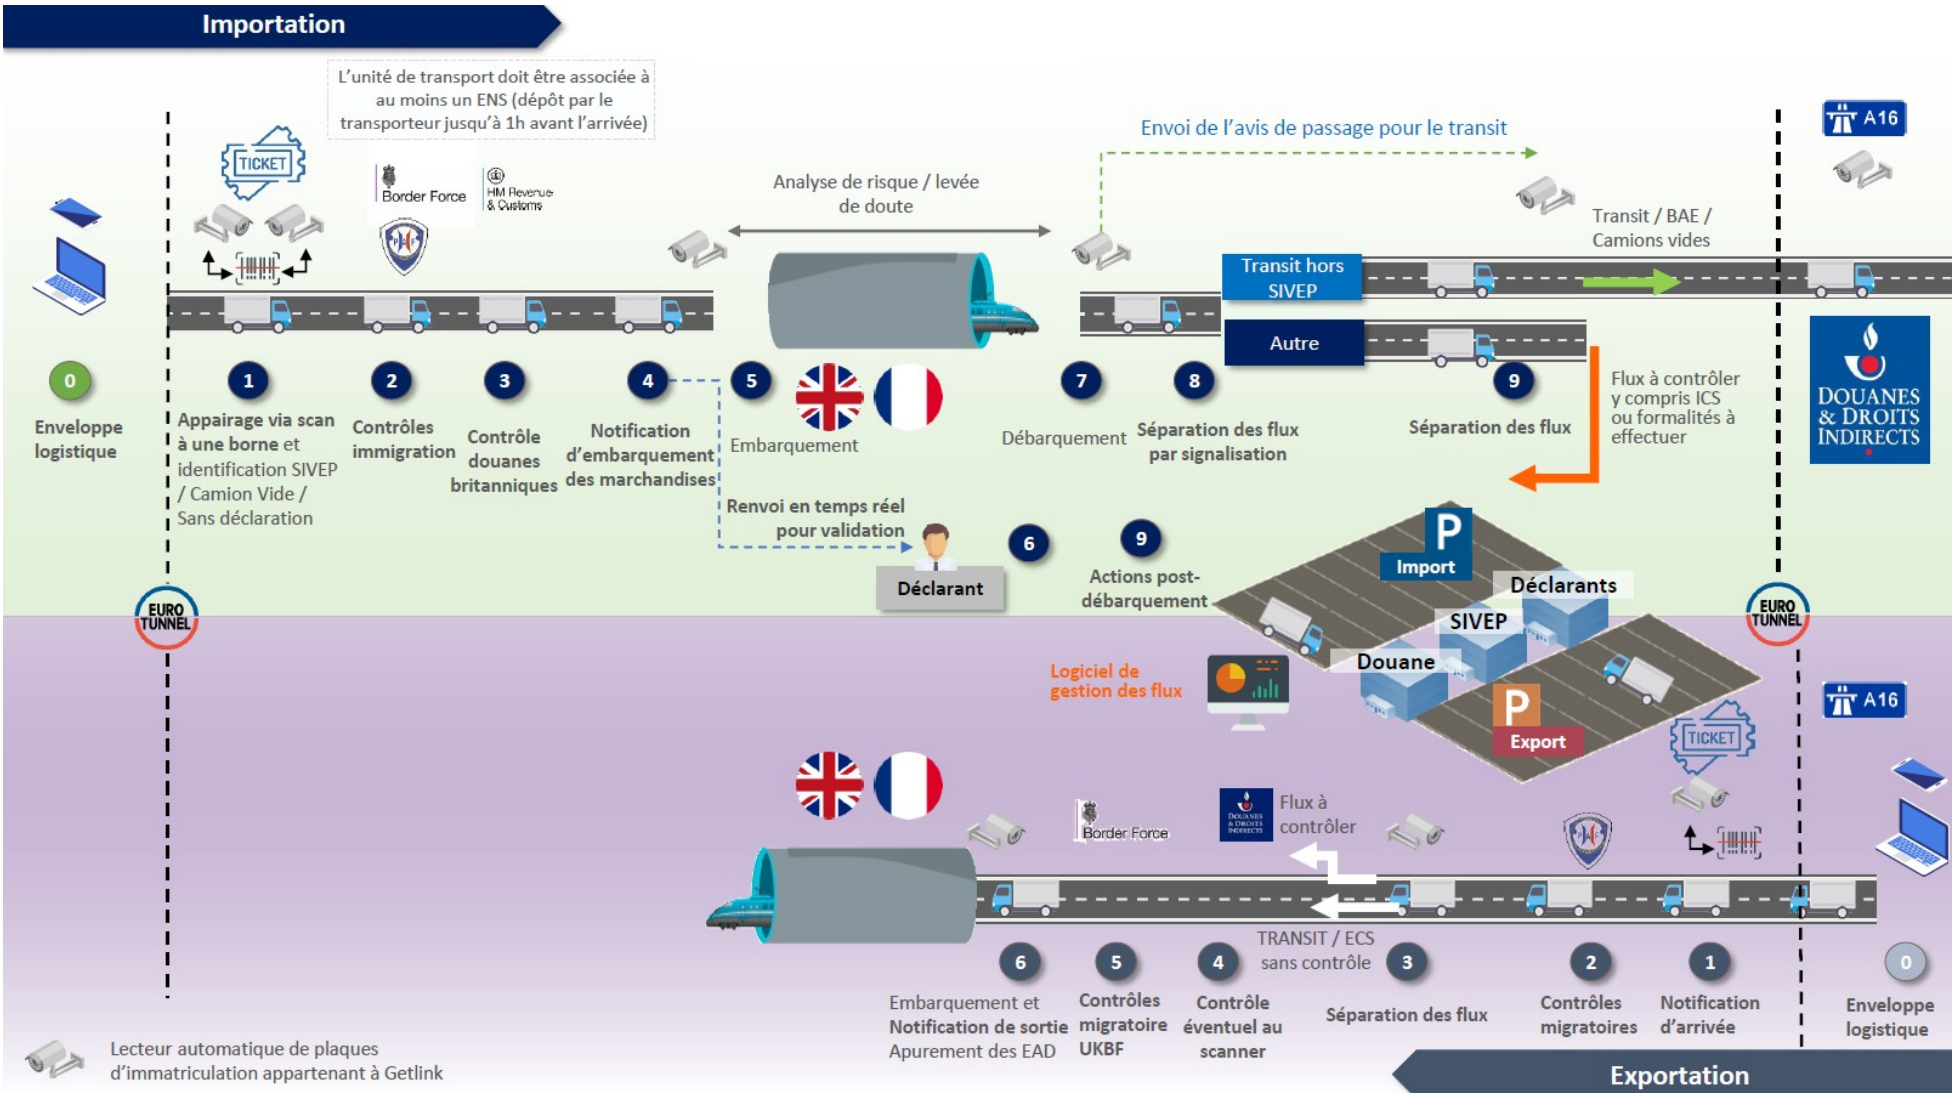 Importation
L'unité de transport doit être associée à
au moins un ENS (dépôt par le
transporteur jusqu'à 1h avant l'arrivée)
TICKET
Border Force
HM Revenue
& Customs
PAF
Analyse de risque / levée
de doute
Envoi de l'avis de passage pour le transit
A16
Transit / BAE /
Camions vides
Transit hors
SIVEP
Autre
DOUANES
& DROITS
INDIRECTS
0
Enveloppe
logistique
1
Appairage via scan
à une borne et
identification SIVEP
/ Camion Vide /
Sans déclaration
2
Contrôles
immigration
3
Contrôle
douanes
britanniques
4
Notification
d'embarquement
des marchandises
5
Embarquement
7
Débarquement
8
Séparation des flux
par signalisation
9
Séparation des flux
Flux à contrôler
y compris ICS
ou formalités à
effectuer
Renvoi en temps réel
pour validation
Déclarant
6
9
Actions post-
débarquement
P
Import
Déclarants
SIVEP
Douane
P
Export
EURO
TUNNEL
EURO
TUNNEL
Logiciel de
gestion des flux
A16
TICKET
Border Force
DOUANES
& DROITS
INDIRECTS
Flux à
contrôler
PAF
TRANSIT / ECS
sans contrôle
6
Embarquement et
Notification de sortie
Apurement des EAD
5
Contrôles
migratoire
UKBF
4
Contrôle
éventuel au
scanner
3
Séparation des flux
2
Contrôles
migratoires
1
Notification
d'arrivée
0
Enveloppe
logistique
Lecteur automatique de plaques
d'immatriculation appartenant à Getlink
Exportation